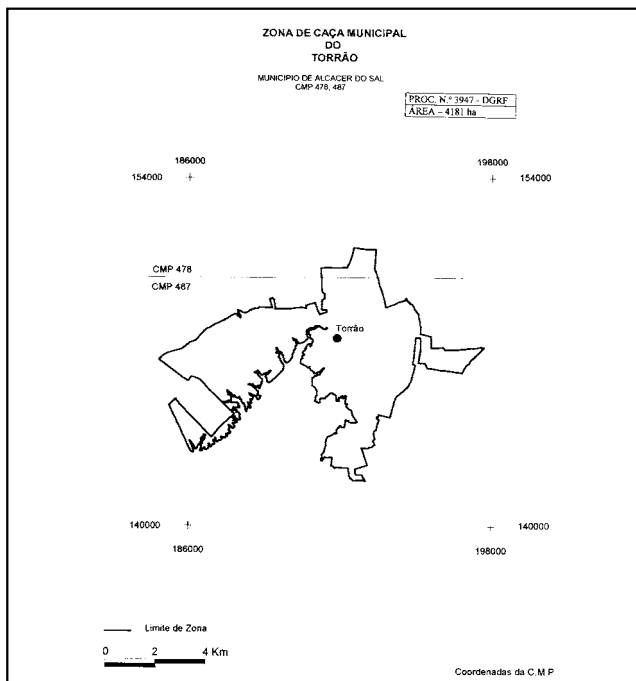 ZONA DE CAÇA MUNICIPAL
DO
TORRÃO
MUNICIPIO DE ALCACER DO SAL
CMP 478, 487
PROC. N.º 3947 - DGRF
ÁREA – 4181 ha
186000
198000
154000
154000
CMP 478
CMP 487
Torrão
140000
140000
186000
198000
Limite de Zona
0 2 4 Km
Coordenadas da C.M.P